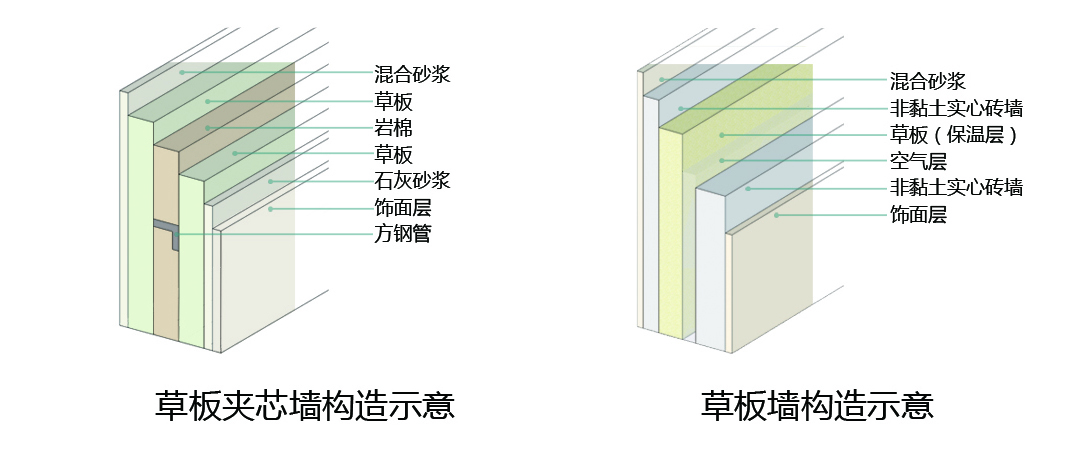 混合砂浆
草板
岩棉
草板
石灰砂浆
饰面层
方钢管
草板夹芯墙构造示意
混合砂浆
非黏土实心砖墙
草板（保温层）
空气层
非黏土实心砖墙
饰面层
草板墙构造示意